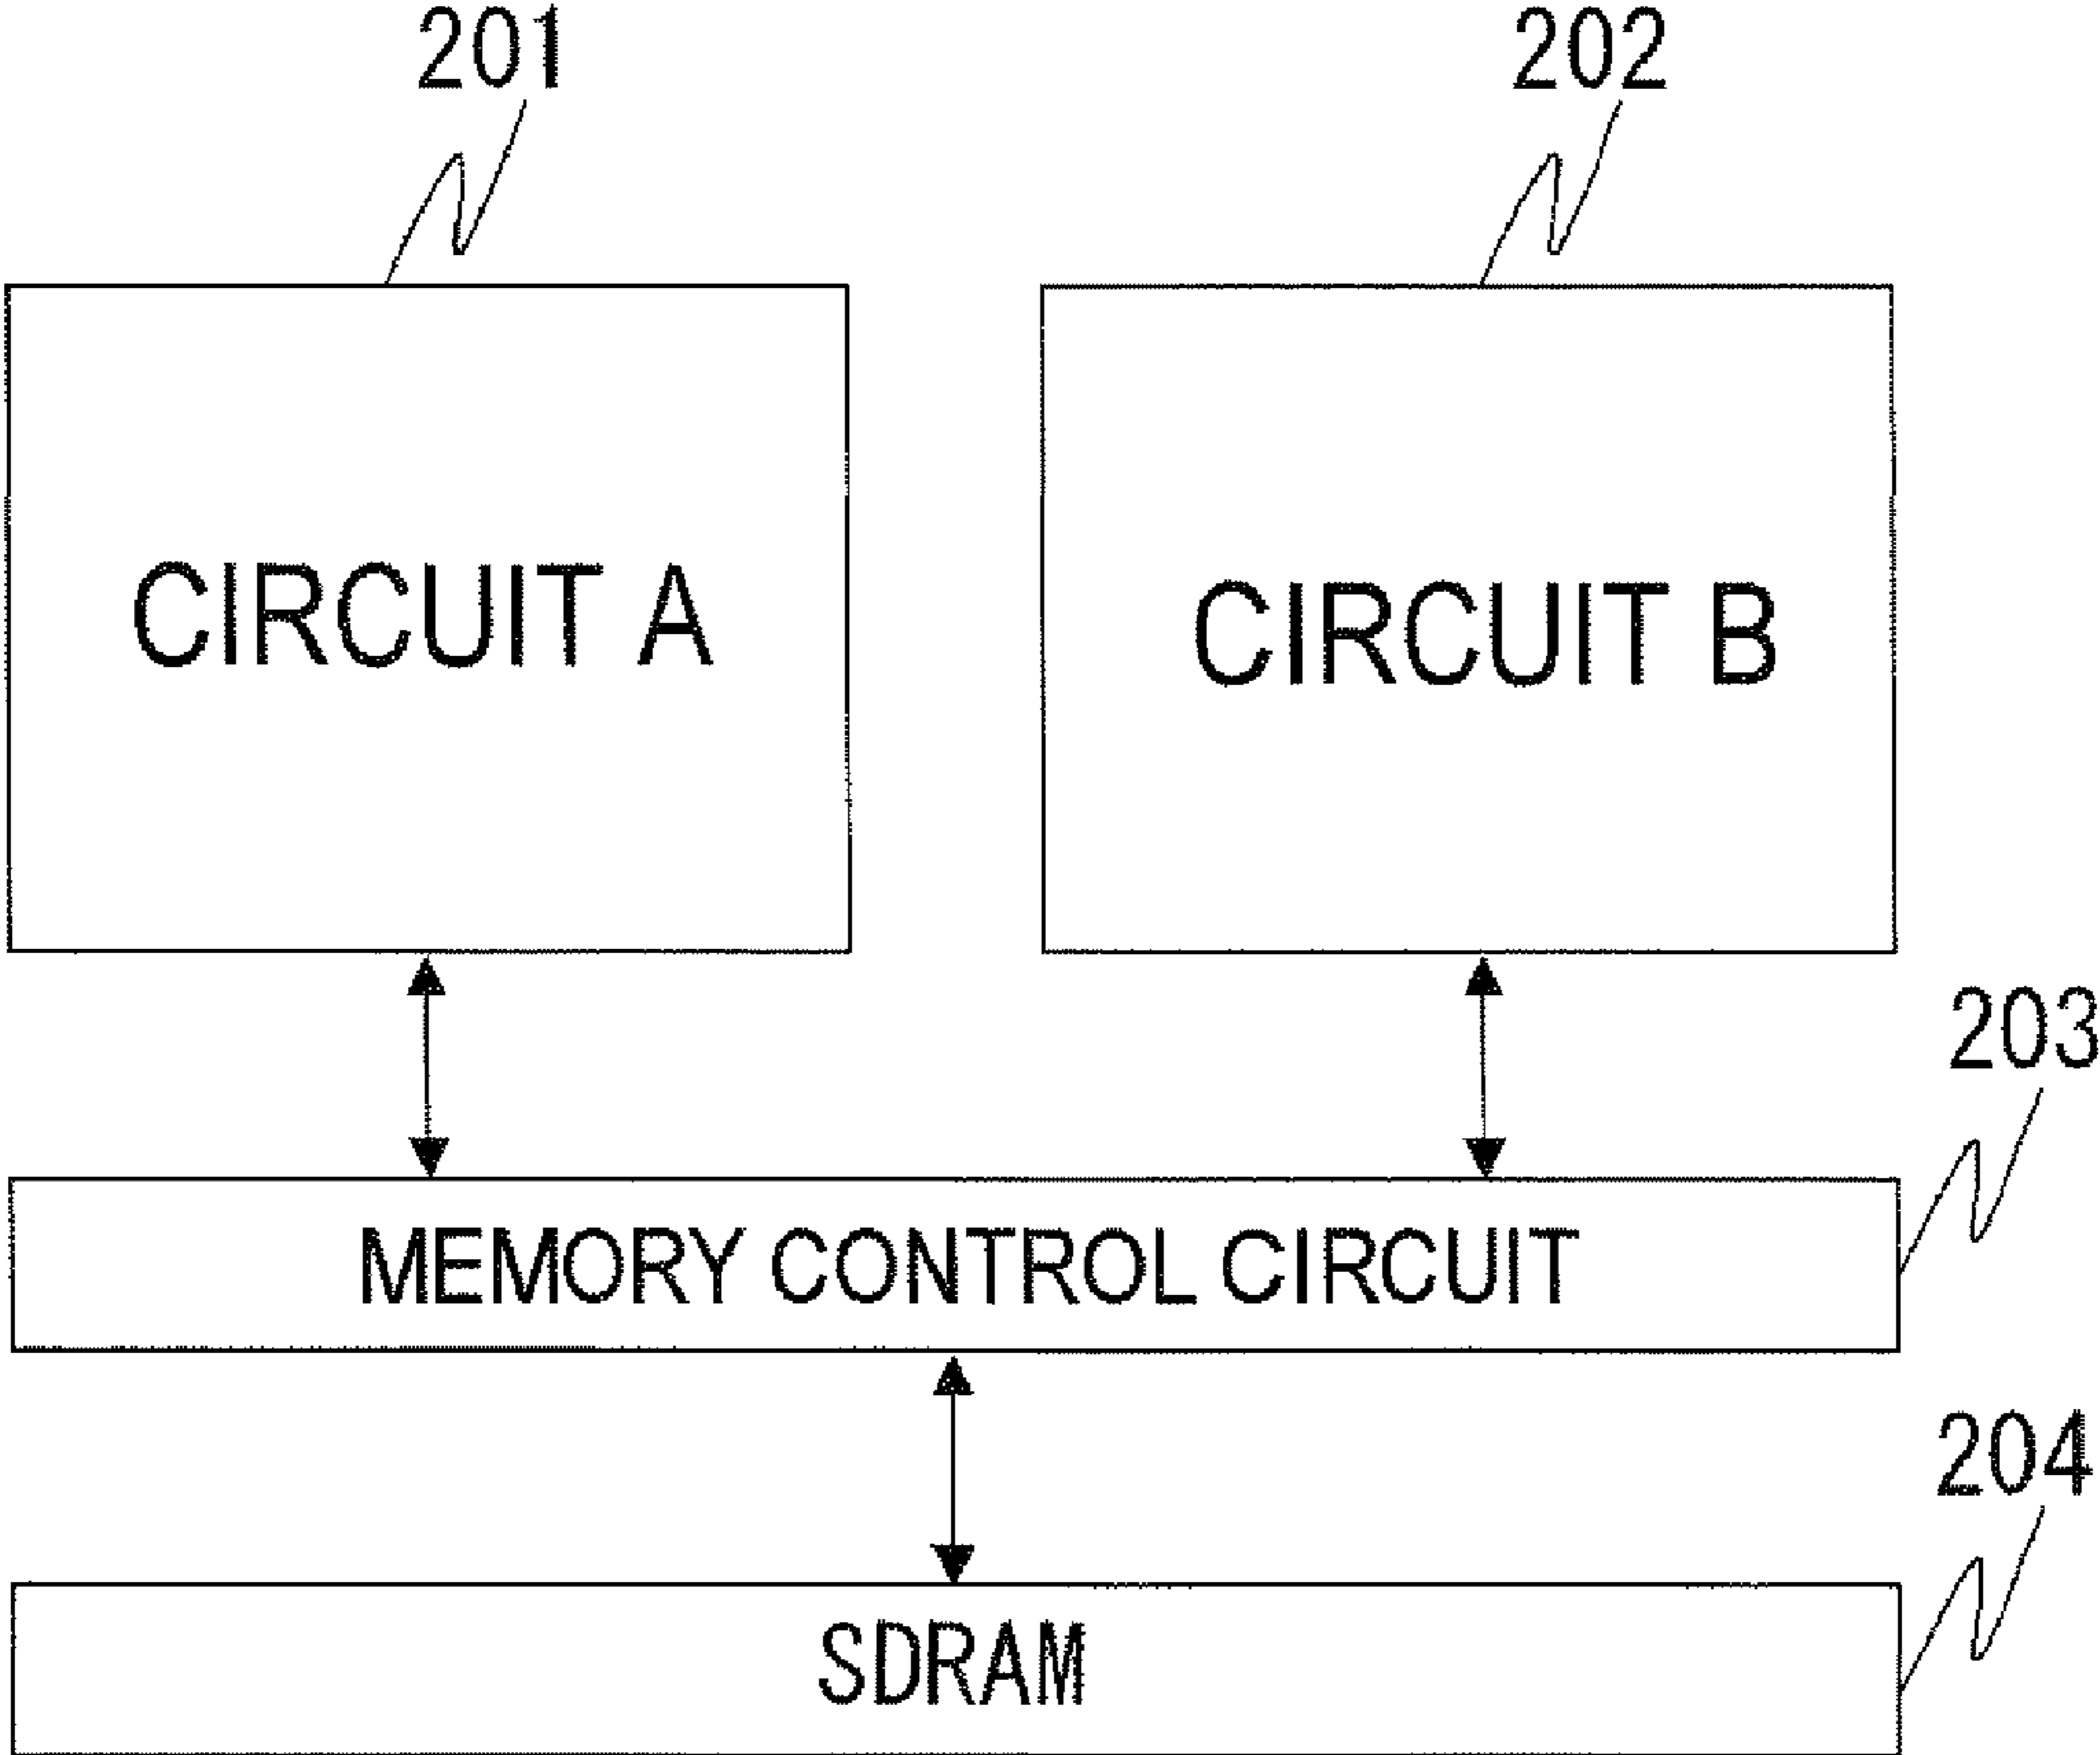 201
202
CIRCUIT A
CIRCUIT B
203
MEMORY CONTROL CIRCUIT
204
SDRAM